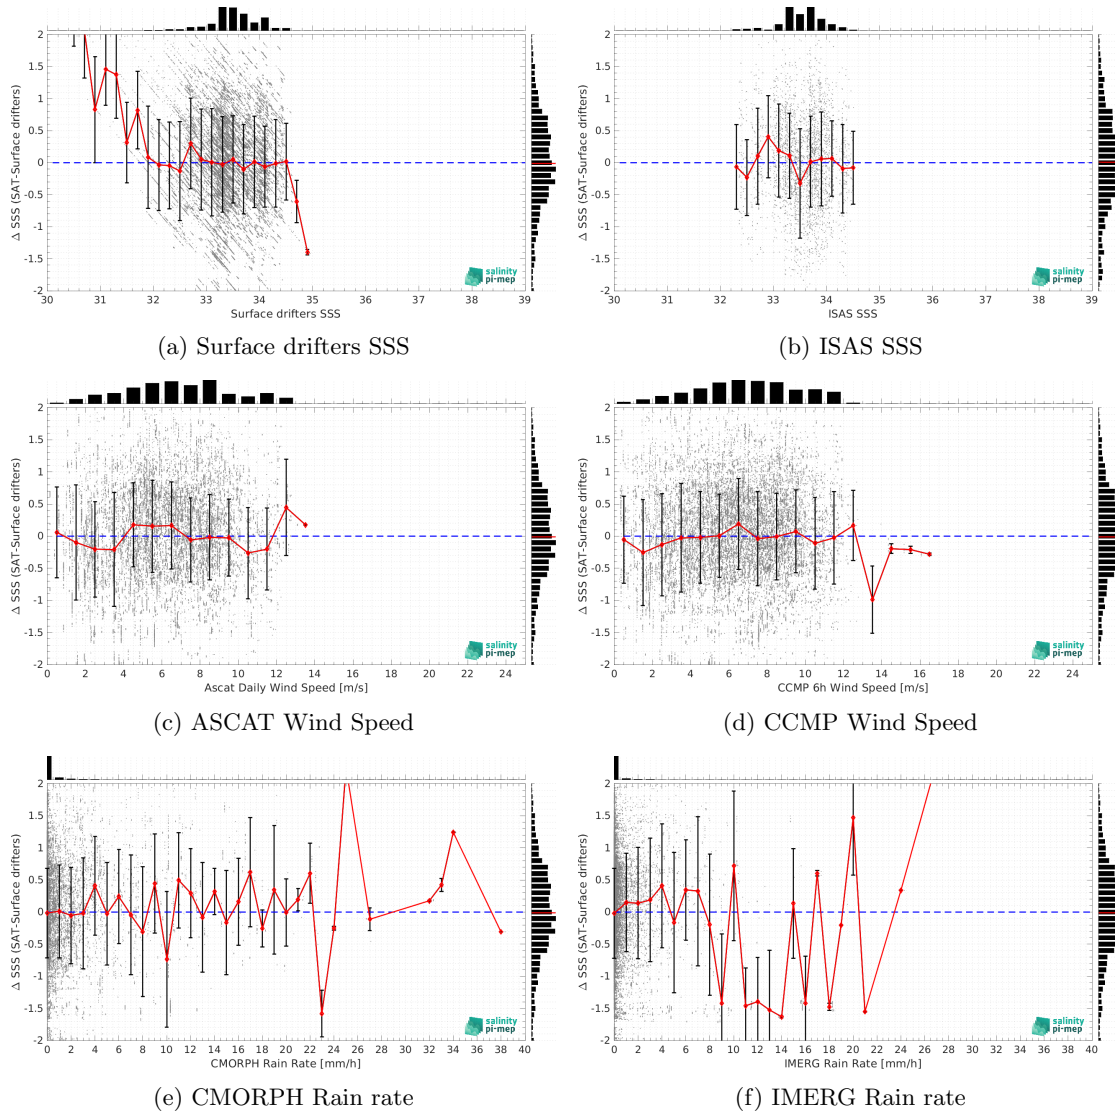 2
1.5
1
0.5
0
-0.5
-1
-1.5
-2
Δ SSS (SAT-Surface drifters)
30 31 32 33 34 35 36 37 38 39
Surface drifters SSS
salinity
pi-mep
(a) Surface drifters SSS
2
1.5
1
0.5
0
-0.5
-1
-1.5
-2
Δ SSS (SAT-Surface drifters)
30 31 32 33 34 35 36 37 38 39
ISAS SSS
salinity
pi-mep
(b) ISAS SSS
2
1.5
1
0.5
0
-0.5
-1
-1.5
-2
Δ SSS (SAT-Surface drifters)
0 2 4 6 8 10 12 14 16 18 20 22 24
Ascat Daily Wind Speed [m/s]
salinity
pi-mep
(c) ASCAT Wind Speed
2
1.5
1
0.5
0
-0.5
-1
-1.5
-2
Δ SSS (SAT-Surface drifters)
0 2 4 6 8 10 12 14 16 18 20 22 24
CCMP 6h Wind Speed [m/s]
salinity
pi-mep
(d) CCMP Wind Speed
2
1.5
1
0.5
0
-0.5
-1
-1.5
-2
Δ SSS (SAT-Surface drifters)
0 2 4 6 8 10 12 14 16 18 20 22 24 26 28 30 32 34 36 38 40
CMORPH Rain Rate [mm/h]
salinity
pi-mep
(e) CMORPH Rain rate
2
1.5
1
0.5
0
-0.5
-1
-1.5
-2
Δ SSS (SAT-Surface drifters)
0 2 4 6 8 10 12 14 16 18 20 22 24 26 28 30 32 34 36 38 40
IMERG Rain Rate [mm/h]
salinity
pi-mep
(f) IMERG Rain rate